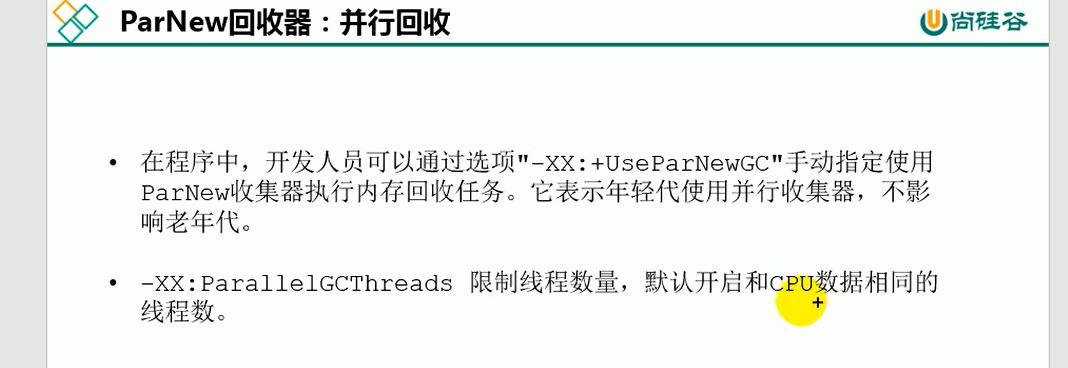 ParNew回收器：并行回收
尚硅谷
• 在程序中，开发人员可以通过选项"-XX:+UseParNewGC"手动指定使用
ParNew收集器执行内存回收任务。它表示年轻代使用并行收集器，不影
响老年代。
• -XX:ParallelGCThreads 限制线程数量，默认开启和CPU数据相同的
线程数。